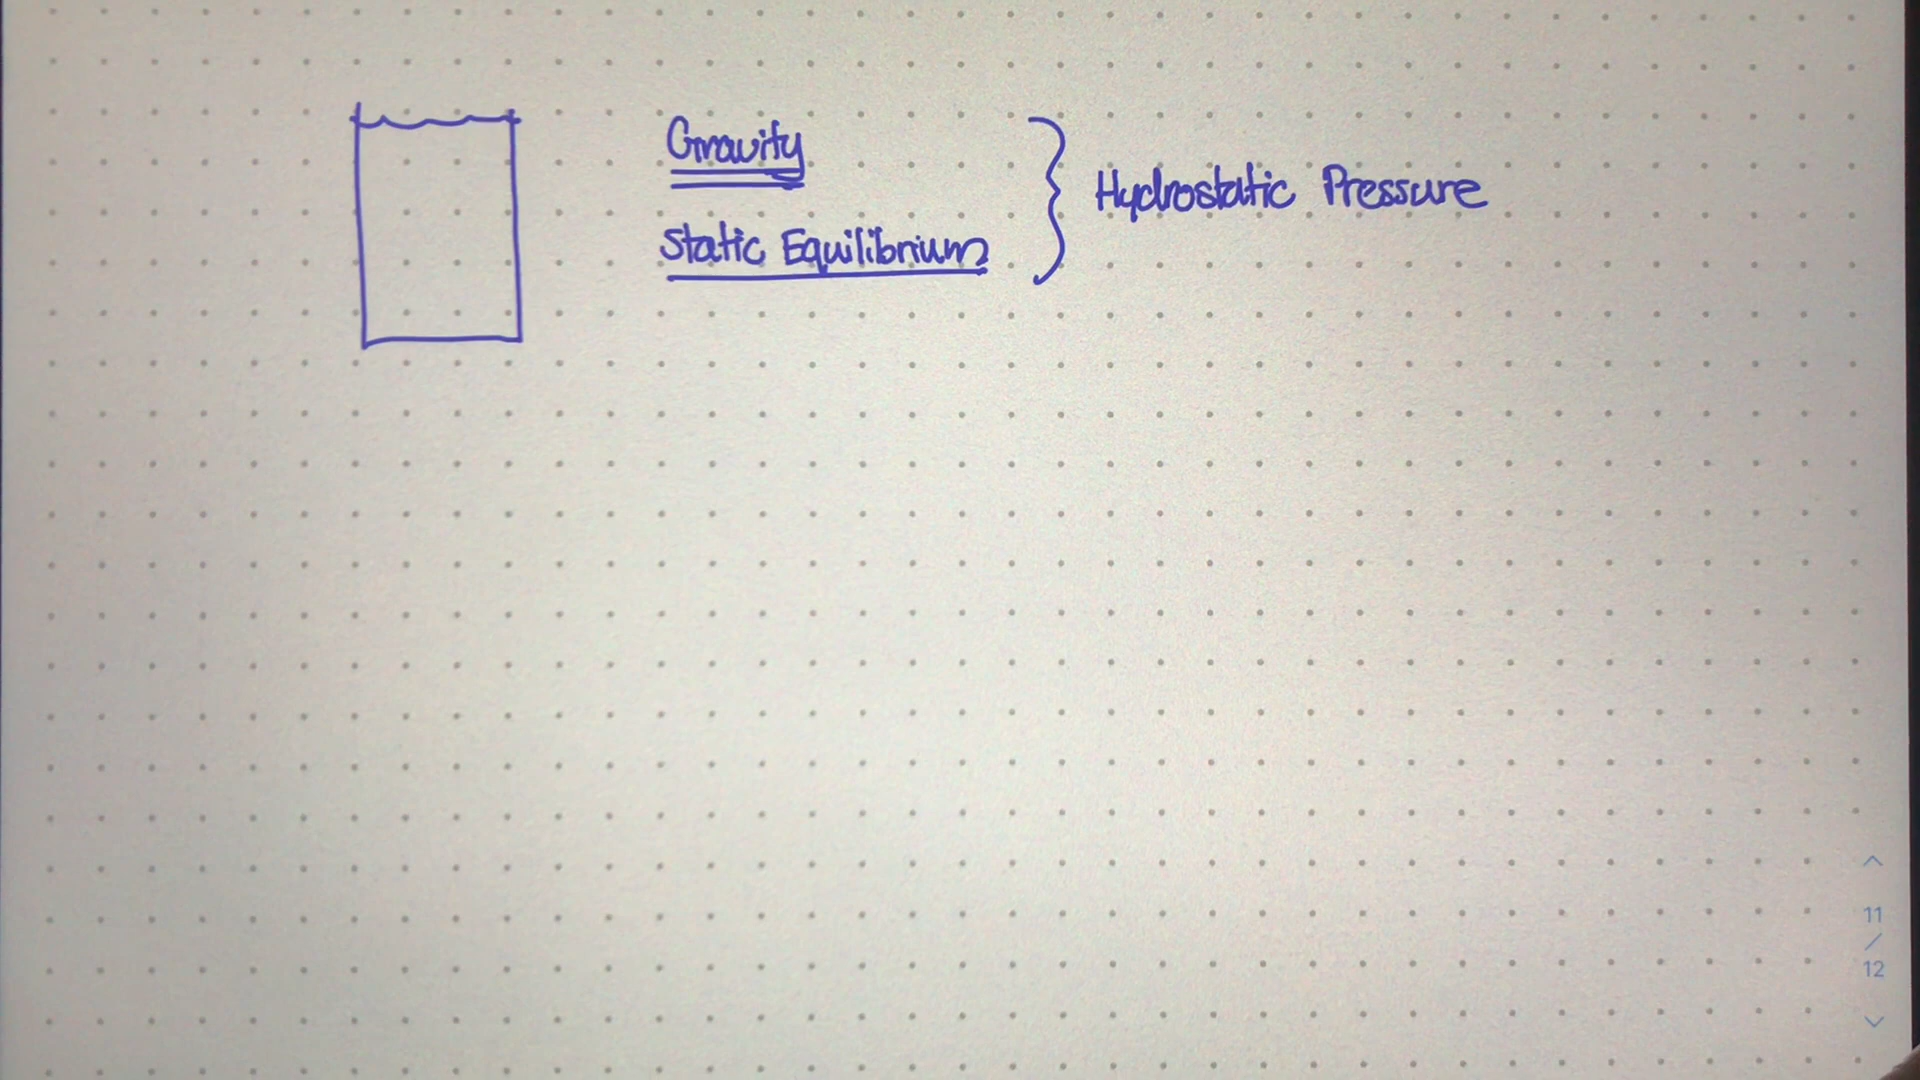 Gravity
Static Equilibrium
Hydrostatic Pressure
11
/
12